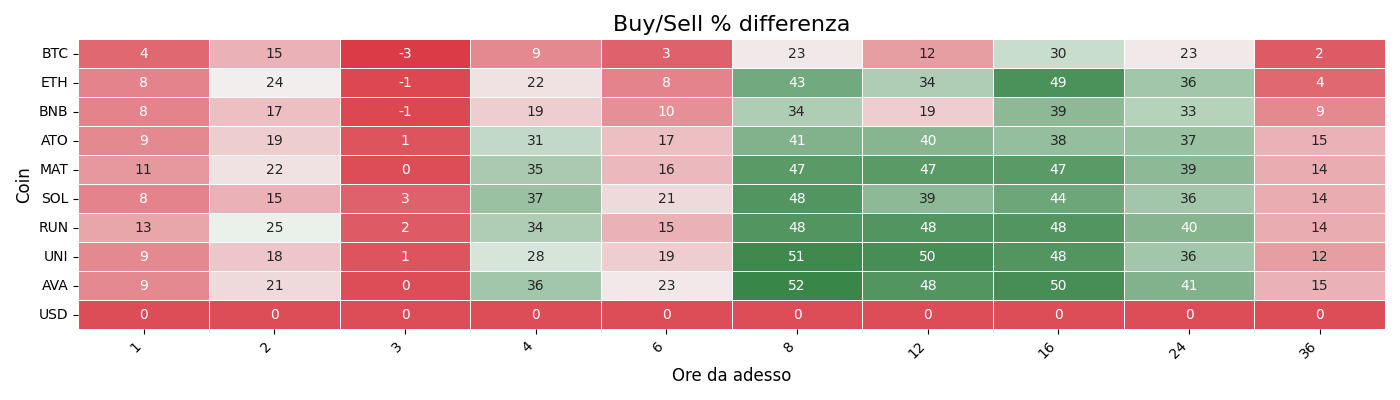 Buy/Sell % differenza
Coin
BTC 4 15 -3 9 3 23 12 30 23 2
ETH 8 24 -1 22 8 43 34 49 36 4
BNB 8 17 -1 19 10 34 19 39 33 9
ATO 9 19 1 31 17 41 40 38 37 15
MAT 11 22 0 35 16 47 47 47 39 14
SOL 8 15 3 37 21 48 39 44 36 14
RUN 13 25 2 34 15 48 48 48 40 14
UNI 9 18 1 28 19 51 50 48 36 12
AVA 9 21 0 36 23 52 48 50 41 15
USD 0 0 0 0 0 0 0 0 0 0
1 2 3 4 6 8 12 16 24 36
Ore da adesso